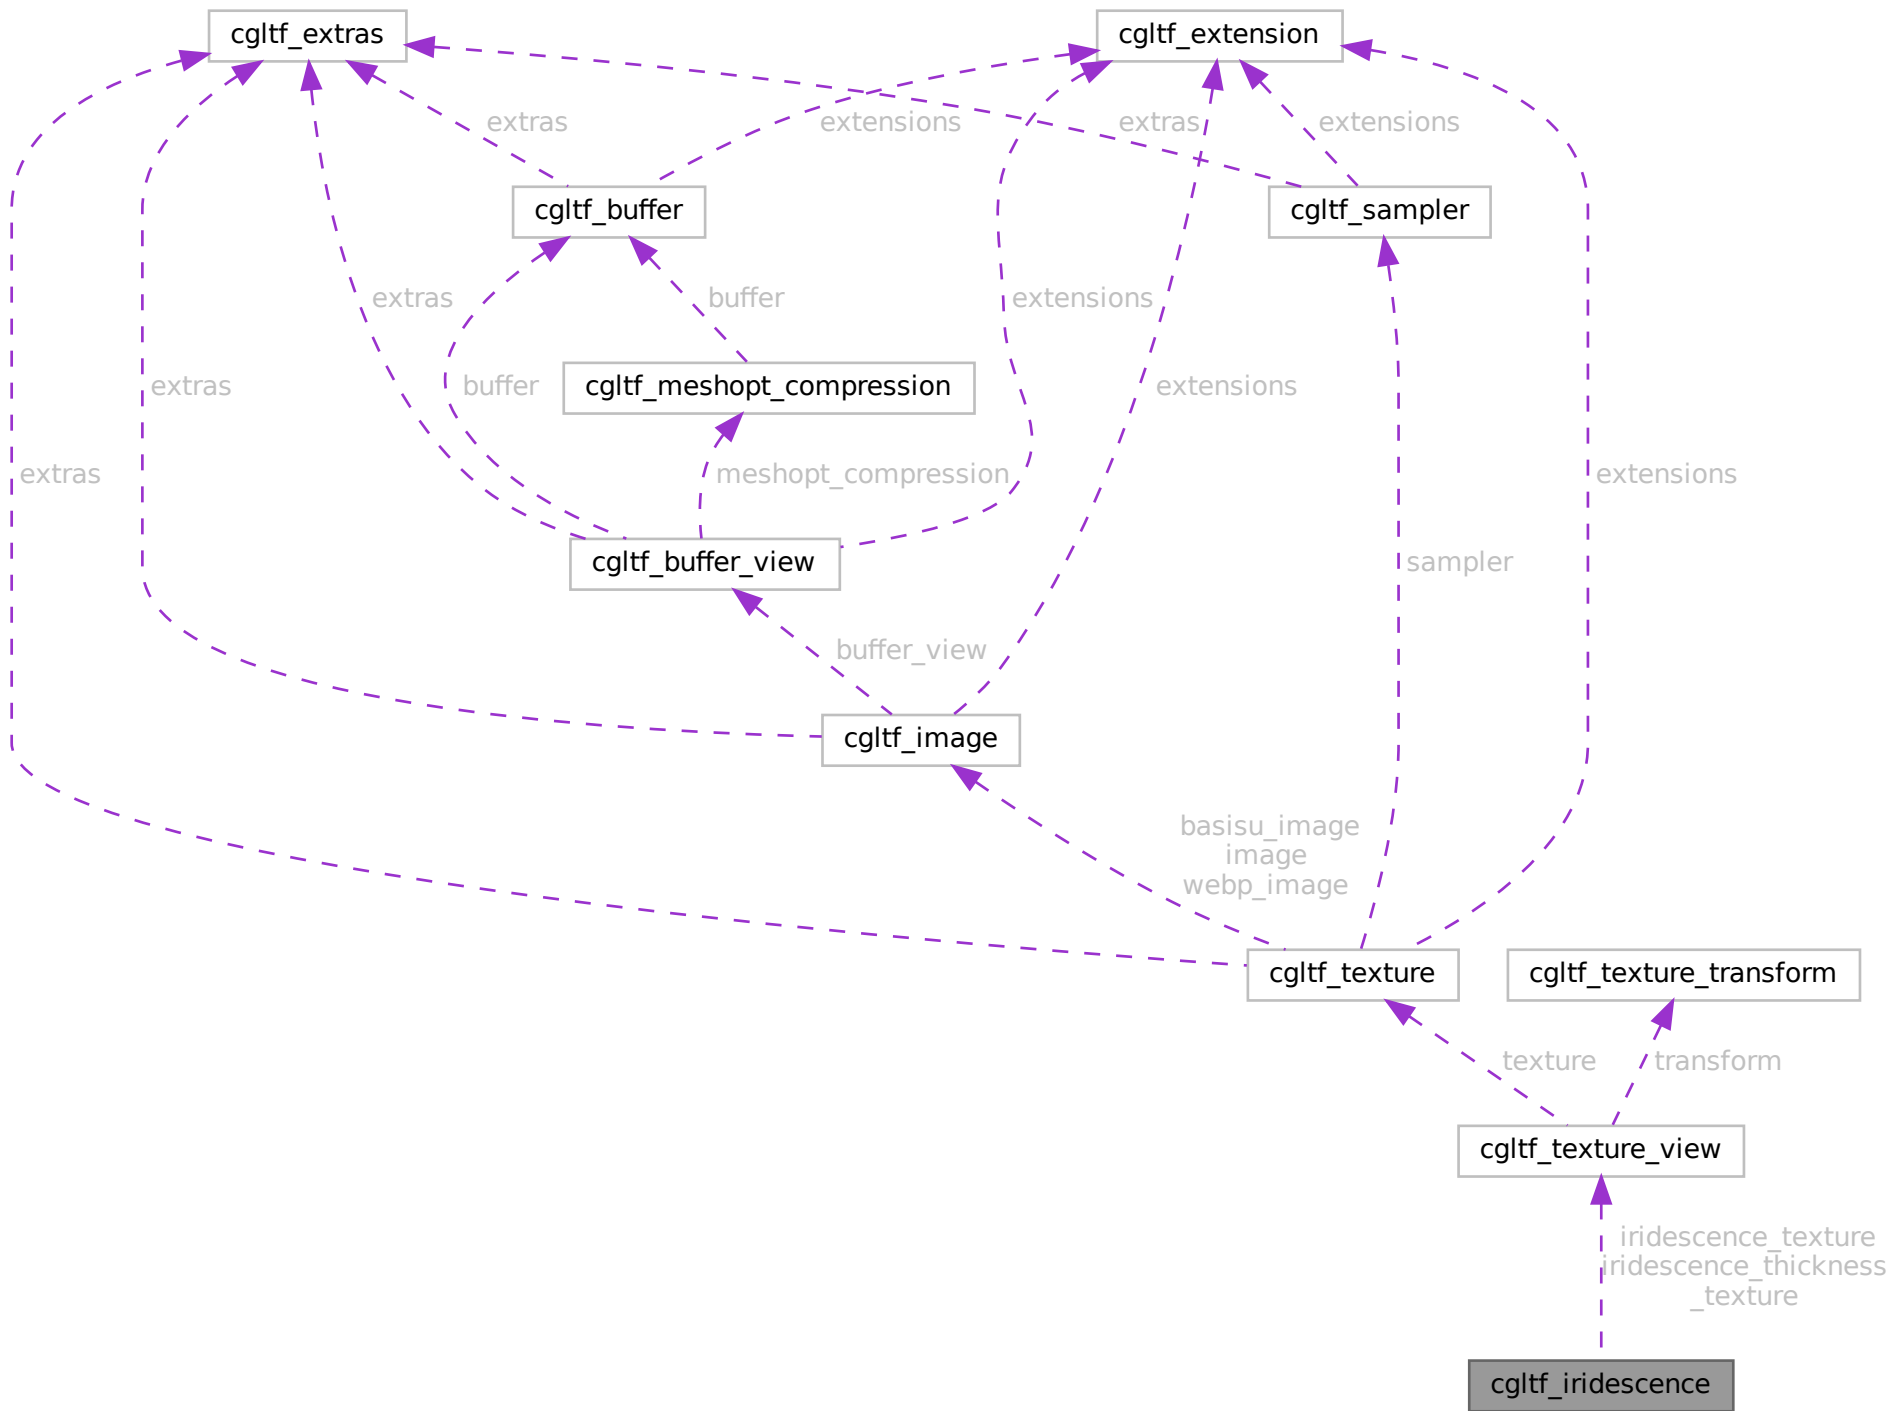 cgltf_extras
cgltf_extension
extras
extensions
extras
extensions
cgltf_buffer
cgltf_sampler
extras
buffer
extensions
extras
buffer
cgltf_meshopt_compression
extensions
extras
meshopt_compression
extensions
cgltf_buffer_view
sampler
buffer_view
cgltf_image
basisu_image
image
webp_image
cgltf_texture
cgltf_texture_transform
texture
transform
cgltf_texture_view
iridescence_texture
iridescence_thickness
_texture
cgltf_iridescence